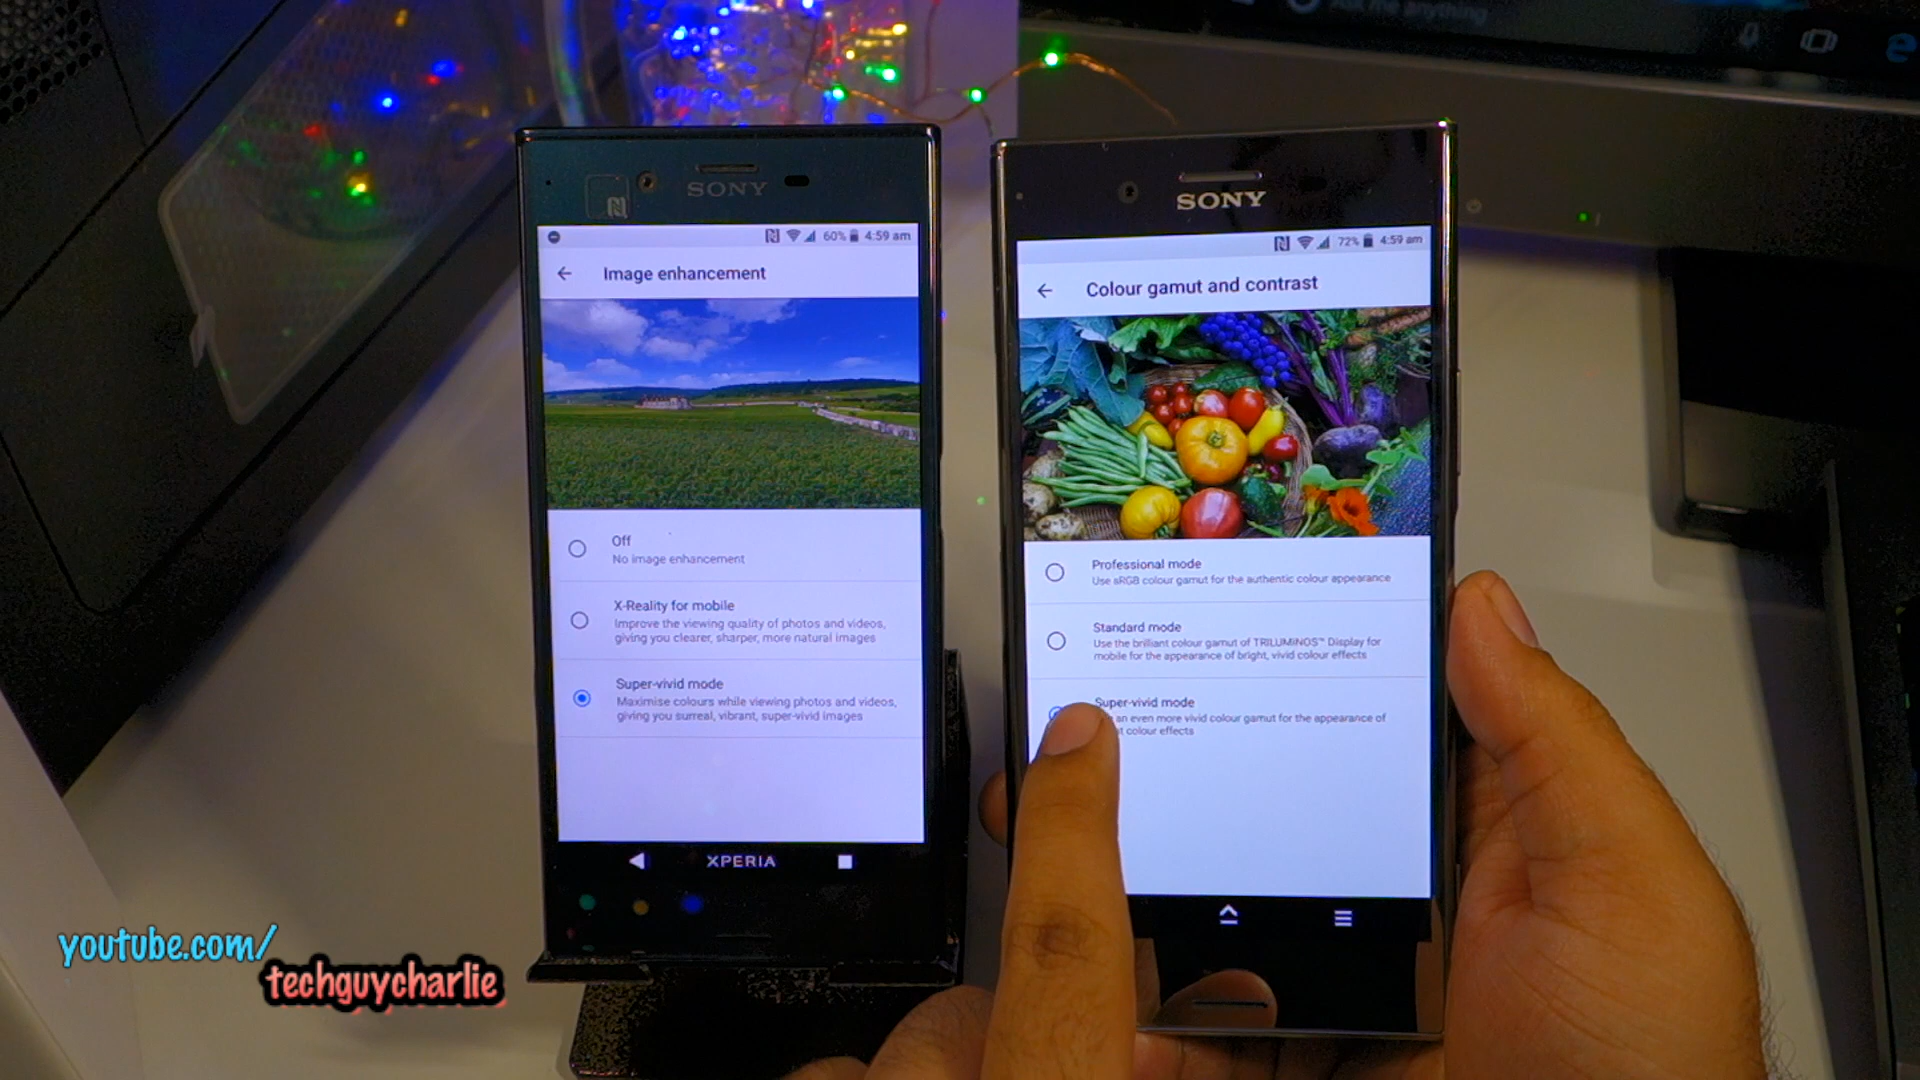 Ask me anything
SONY
60% 4:59 am
Image enhancement
Off
No image enhancement
X-Reality for mobile
Improve the viewing quality of photos and videos,
giving you clearer, sharper, more natural images
Super-vivid mode
Maximise colours while viewing photos and videos,
giving you surreal, vibrant, super-vivid images
XPERIA
SONY
72% 4:59 am
Colour gamut and contrast
Professional mode
Use sRGB colour gamut for the authentic colour appearance
Standard mode
Use the brilliant colour gamut of TRILUMINOS™ Display for
mobile for the appearance of bright, vivid colour effects
Super-vivid mode
an even more vivid colour gamut for the appearance of
colour effects
youtube.com/
techguycharlie